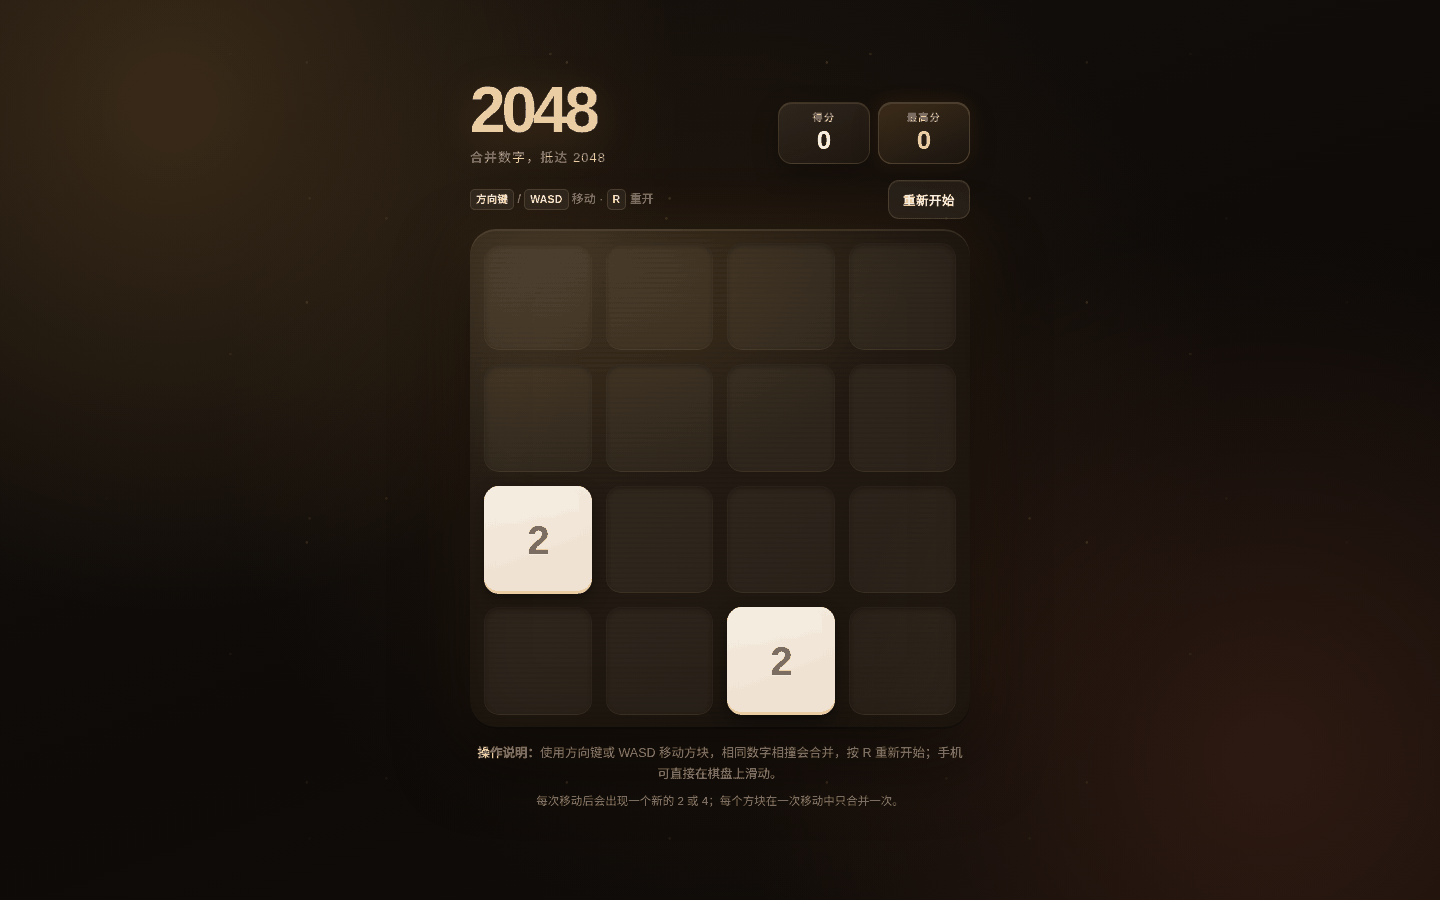 2048
合并数字，抵达 2048
得分
0
最高分
0
方向键 / WASD 移动 · R 重开
重新开始
2
2
操作说明：使用方向键或 WASD 移动方块，相同数字相撞会合并，按 R 重新开始；手机
可直接在棋盘上滑动。
每次移动后会出现一个新的 2 或 4；每个方块在一次移动中只合并一次。